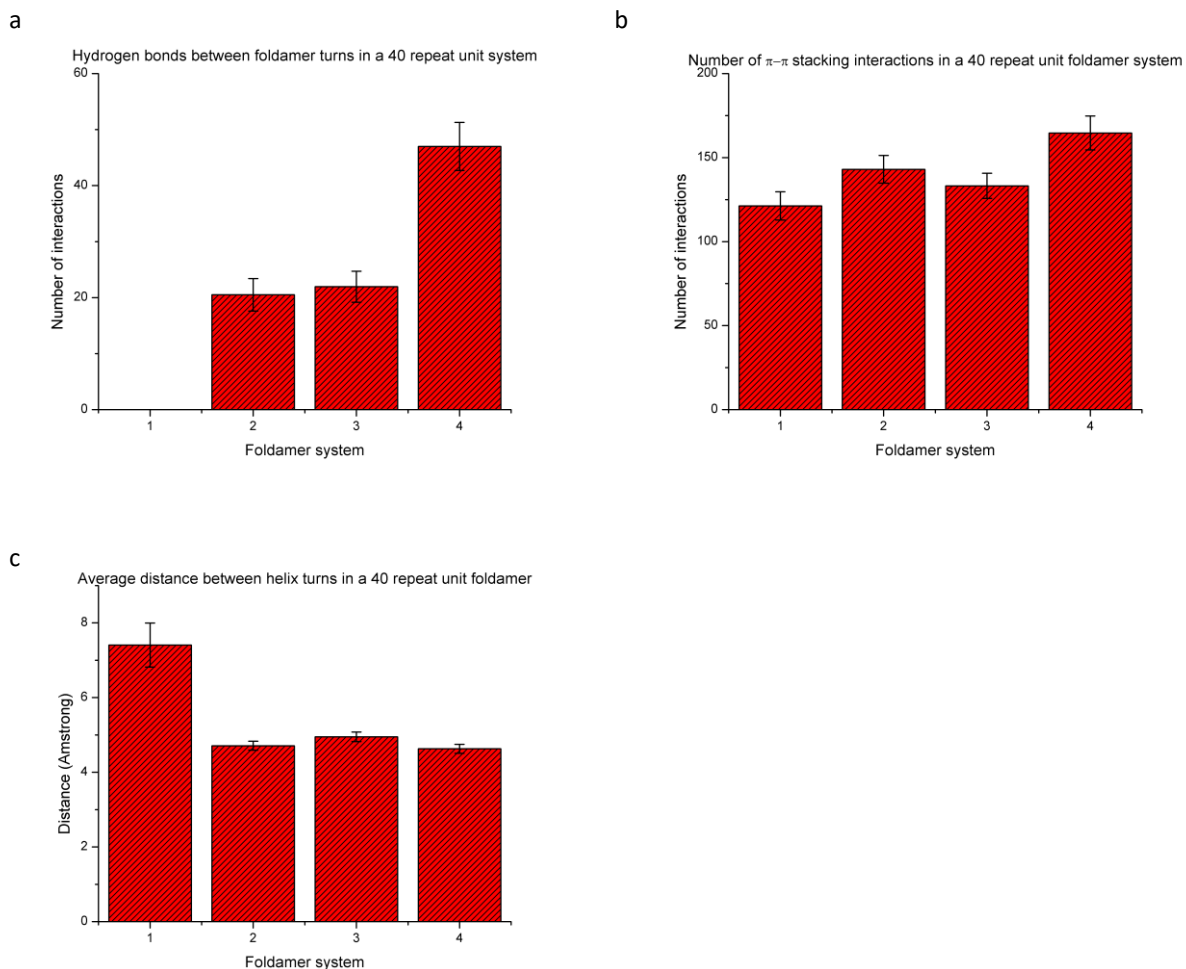 a
Hydrogen bonds between foldamer turns in a 40 repeat unit system
60
40
20
0
Number of interactions
1 2 3 4
Foldamer system
b
Number of π−π stacking interactions in a 40 repeat unit foldamer system
200
150
100
50
0
Number of interactions
1 2 3 4
Foldamer system
c
Average distance between helix turns in a 40 repeat unit foldamer
8
6
4
2
0
Distance (Amstrong)
1 2 3 4
Foldamer system